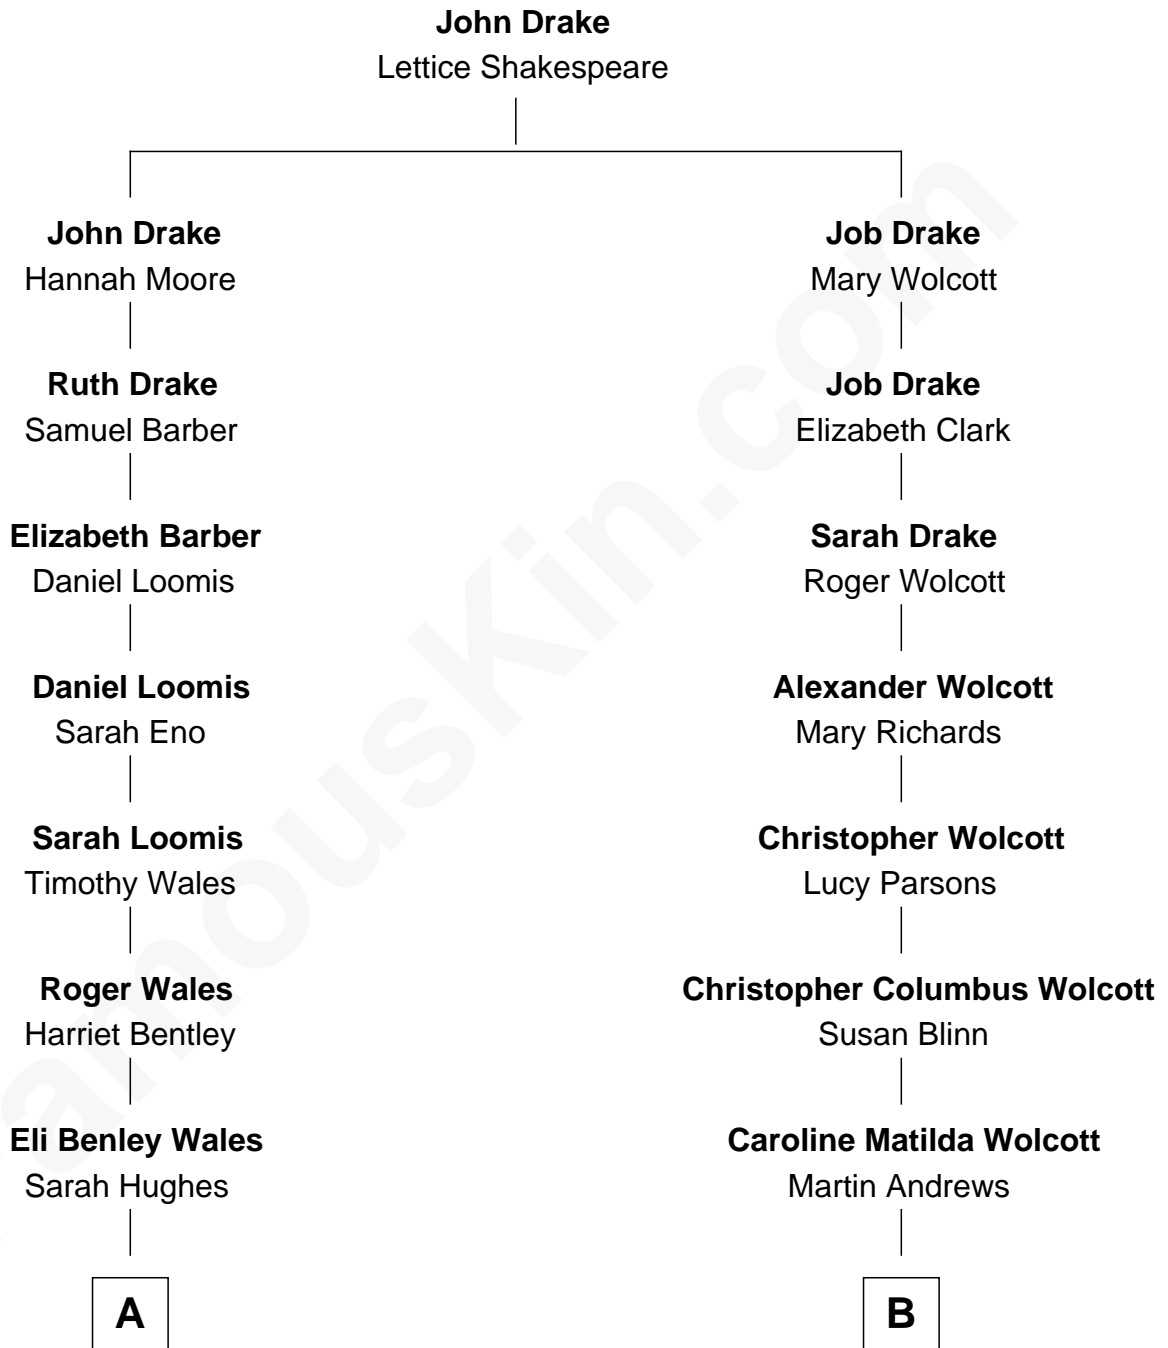 John Drake
Lettice Shakespeare
John Drake
Hannah Moore
Job Drake
Mary Wolcott
Ruth Drake
Samuel Barber
Job Drake
Elizabeth Clark
Elizabeth Barber
Daniel Loomis
Sarah Drake
Roger Wolcott
Daniel Loomis
Sarah Eno
Alexander Wolcott
Mary Richards
Sarah Loomis
Timothy Wales
Christopher Wolcott
Lucy Parsons
Roger Wales
Harriet Bentley
Christopher Columbus Wolcott
Susan Blinn
Eli Benley Wales
Sarah Hughes
Caroline Matilda Wolcott
Martin Andrews
A
B
amousKin.com